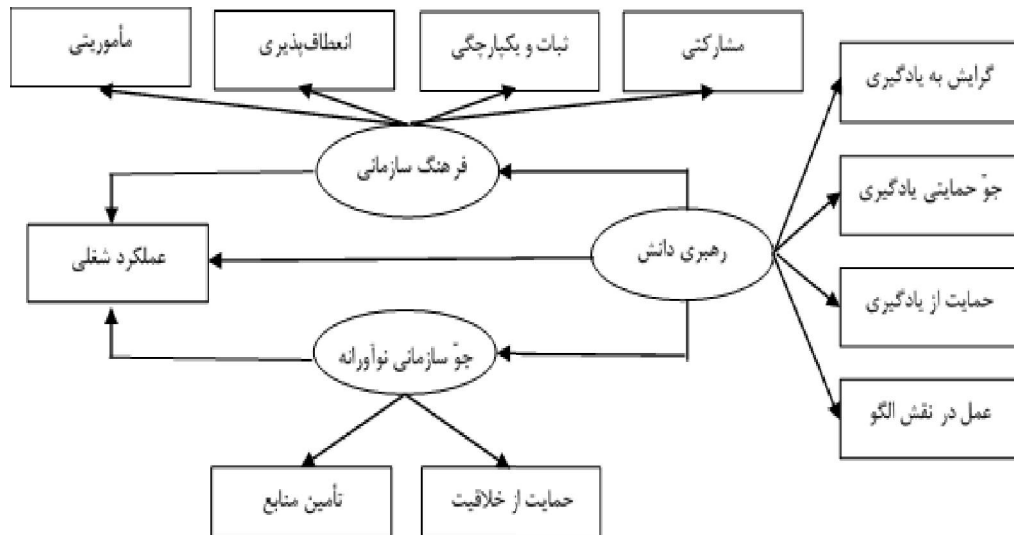 مشارکتی
ثبات و یکپارچگی
انعطاف‌پذیری
مأموریتی
گرایش به یادگیری
فرهنگ سازمانی
جوّ حمایتی یادگیری
رهبری دانش
عملکرد شغلی
حمایت از یادگیری
جوّ سازمانی نوآورانه
عمل در نقش الگو
حمایت از خلاقیت
تأمین منابع